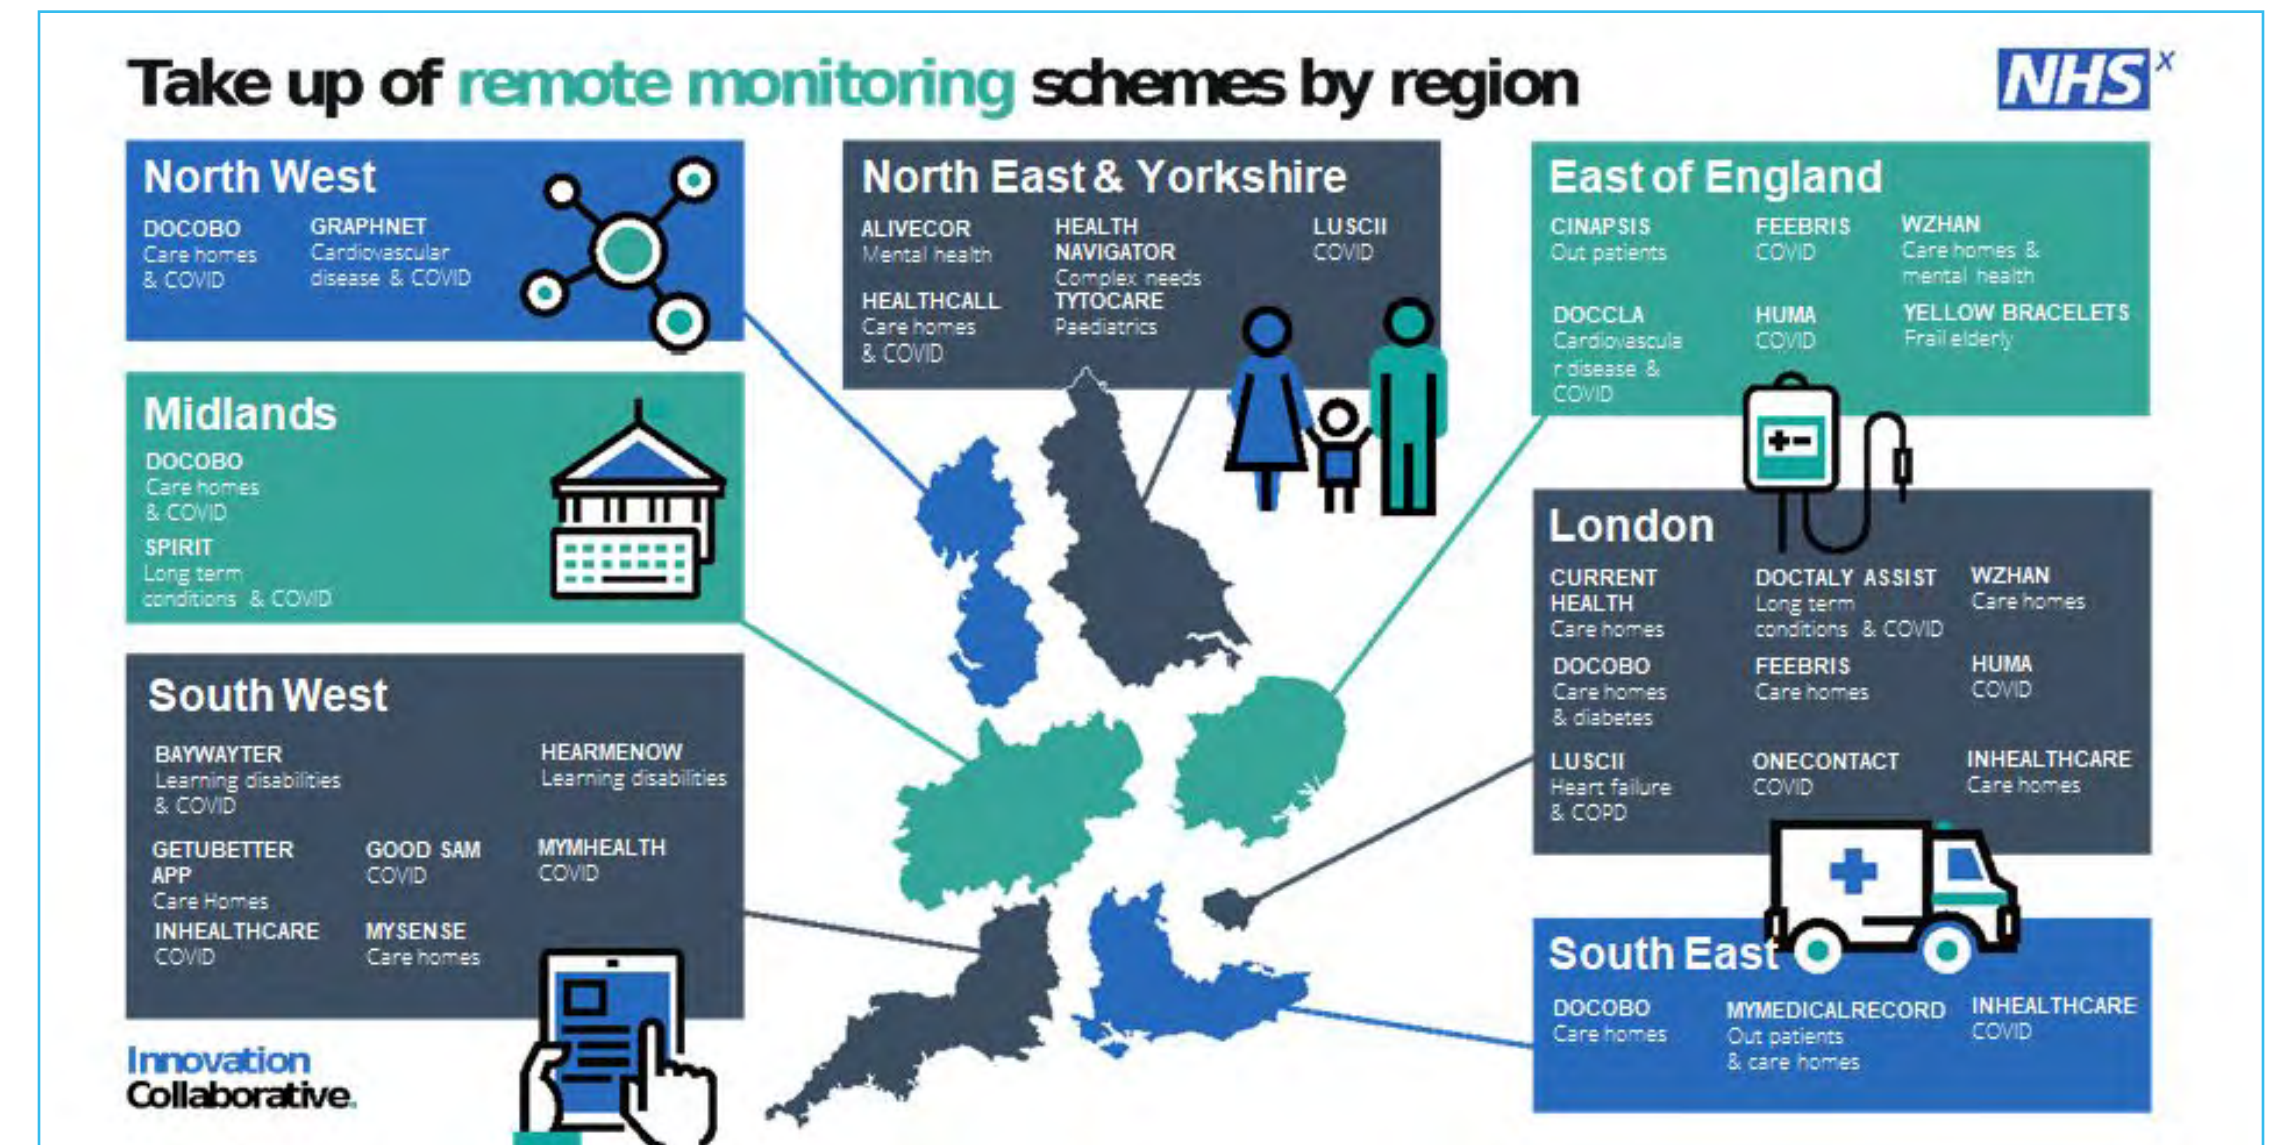 Take up of remote monitoring schemes by region
NHS x
North West
DOCOBO
Care homes
& COVID
GRAPHNET
Cardiovascular
disease & COVID
North East & Yorkshire
ALIVECOR
Mental health
HEALTH
NAVIGATOR
Complex needs
LUSCII
COVID
HEALTHCALL
Care homes
& COVID
TYTOCARE
Paediatrics
East of England
CINAPSIS
Out patients
FEEBRIS
COVID
WZHAN
Care homes &
mental health
DOCCLA
Cardiovascula
r disease &
COVID
HUMA
COVID
YELLOW BRACELETS
Frail elderly
Midlands
DOCOBO
Care homes
& COVID
SPIRIT
Long term
conditions & COVID
London
CURRENT
HEALTH
Care homes
DOCTALY ASSIST
Long term
conditions & COVID
WZHAN
Care homes
DOCOBO
Care homes
& diabetes
FEEBRIS
Care homes
HUMA
COVID
LUSCII
Heart failure
& COPD
ONECONTACT
COVID
INHEALTHCARE
Care homes
South West
BAYWAYTER
Learning disabilities
& COVID
HEARMENOW
Learning disabilities
GETUBETTER
APP
Care Homes
GOOD SAM
COVID
MYMHEALTH
COVID
INHEALTHCARE
COVID
MYSENSE
Care homes
South East
DOCOBO
Care homes
MYMEDICALRECORD
Out patients
& care homes
INHEALTHCARE
COVID
Innovation
Collaborative.